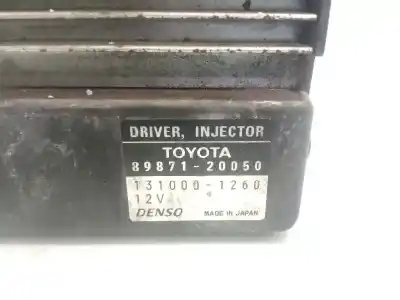 DRIVER, INJECTOR
TOYOTA
89871-20050
131000-1260
12V
DENSO MADE IN JAPAN